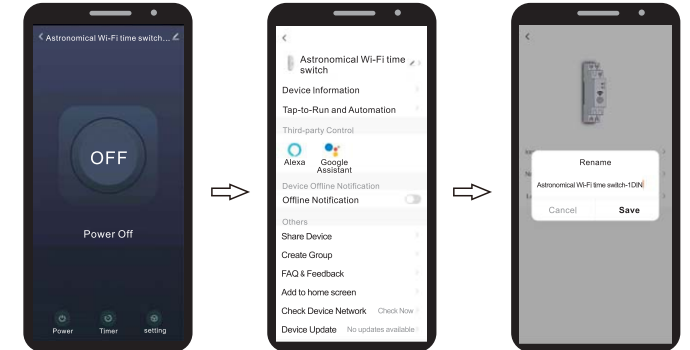 Astronomical Wi-Fi time switch...
OFF
Power Off
Power
Timer
setting
Astronomical Wi-Fi time
switch
Device Information
Tap-to-Run and Automation
Third-party Control
Alexa
Google
Assistant
Device Offline Notification
Offline Notification
Others
Share Device
Create Group
FAQ & Feedback
Add to home screen
Check Device Network Check Now
Device Update No updates available
Rename
Astronomical Wi-Fi time switch-1DIN
Cancel Save